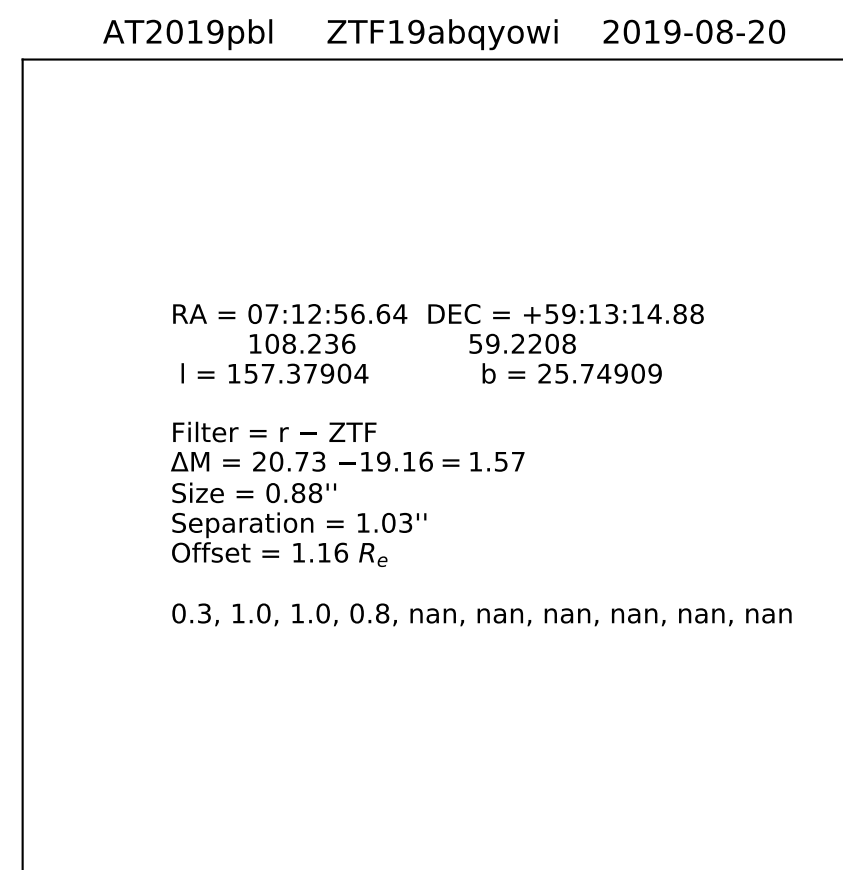 AT2019pbl ZTF19abqyowi 2019-08-20
RA = 07:12:56.64 DEC = +59:13:14.88
108.236 59.2208
l = 157.37904 b = 25.74909
Filter = r − ZTF
ΔM = 20.73 −19.16 = 1.57
Size = 0.88''
Separation = 1.03''
Offset = 1.16 Rₑ
0.3, 1.0, 1.0, 0.8, nan, nan, nan, nan, nan, nan